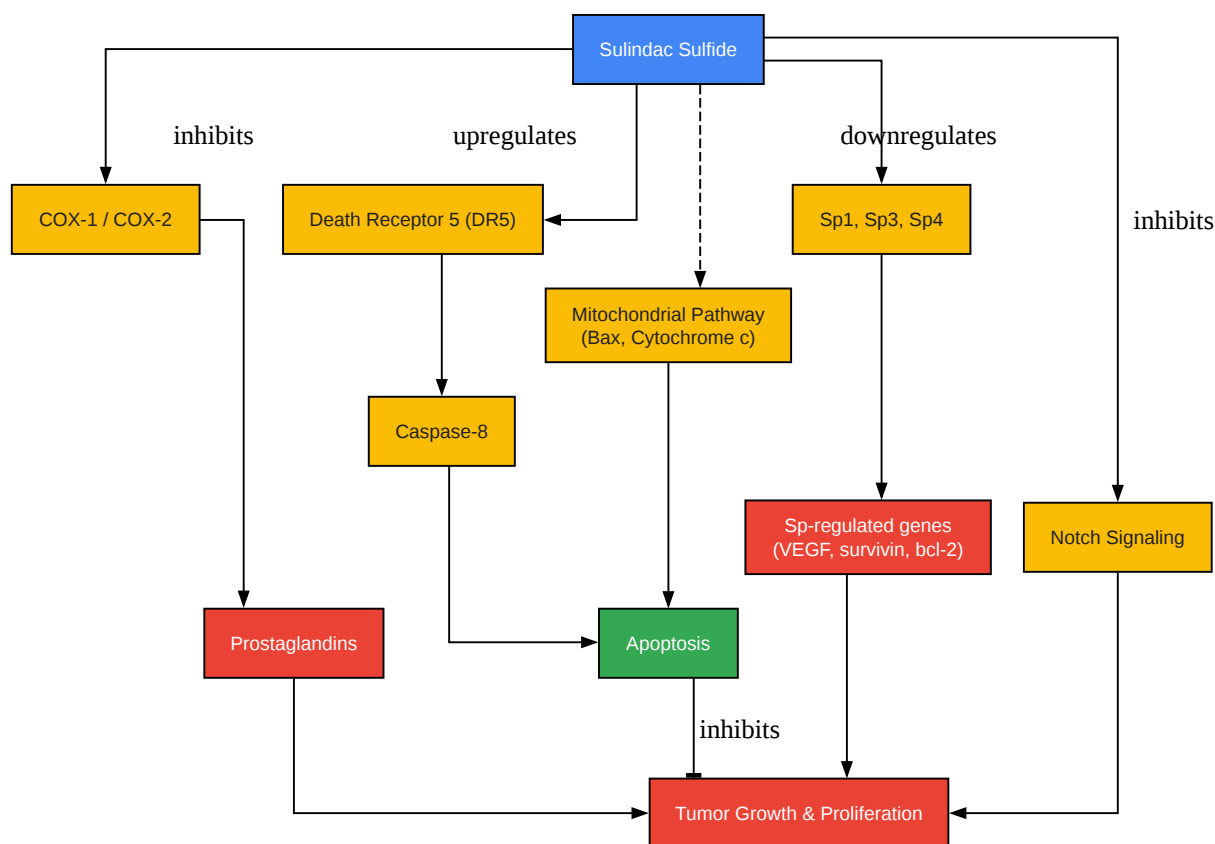 Sulindac Sulfide
inhibits
upregulates
downregulates
COX-1 / COX-2
Death Receptor 5 (DR5)
Sp1, Sp3, Sp4
inhibits
Mitochondrial Pathway
(Bax, Cytochrome c)
Caspase-8
Sp-regulated genes
(VEGF, survivin, bcl-2)
Notch Signaling
Prostaglandins
Apoptosis
inhibits
Tumor Growth & Proliferation